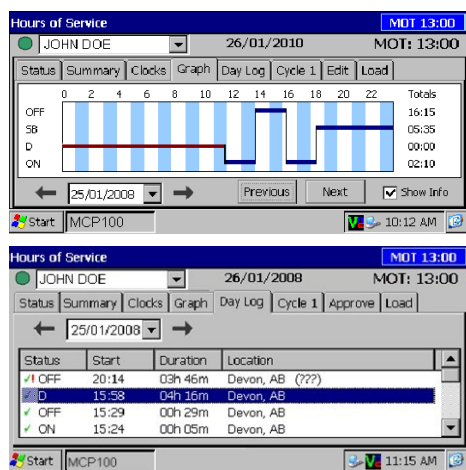 Hours of Service MOT 13:00
JOHN DOE 26/01/2010 MOT: 13:00
Status Summary Clocks Graph Day Log Cycle 1 Edit Load
0 2 4 6 8 10 12 14 16 18 20 22 Totals
OFF 16:15
SB 05:35
D 00:00
ON 02:10
25/01/2008 Previous Next Show Info
Start MCP100 10:12 AM
Hours of Service MOT 13:00
JOHN DOE 26/01/2008 MOT: 13:00
Status Summary Clocks Graph Day Log Cycle 1 Approve Load
25/01/2008
Status Start Duration Location
OFF 20:14 03h 46m Devon, AB (???)
D 15:58 04h 16m Devon, AB
OFF 15:29 00h 29m Devon, AB
ON 15:24 00h 05m Devon, AB
Start MCP100 11:15 AM